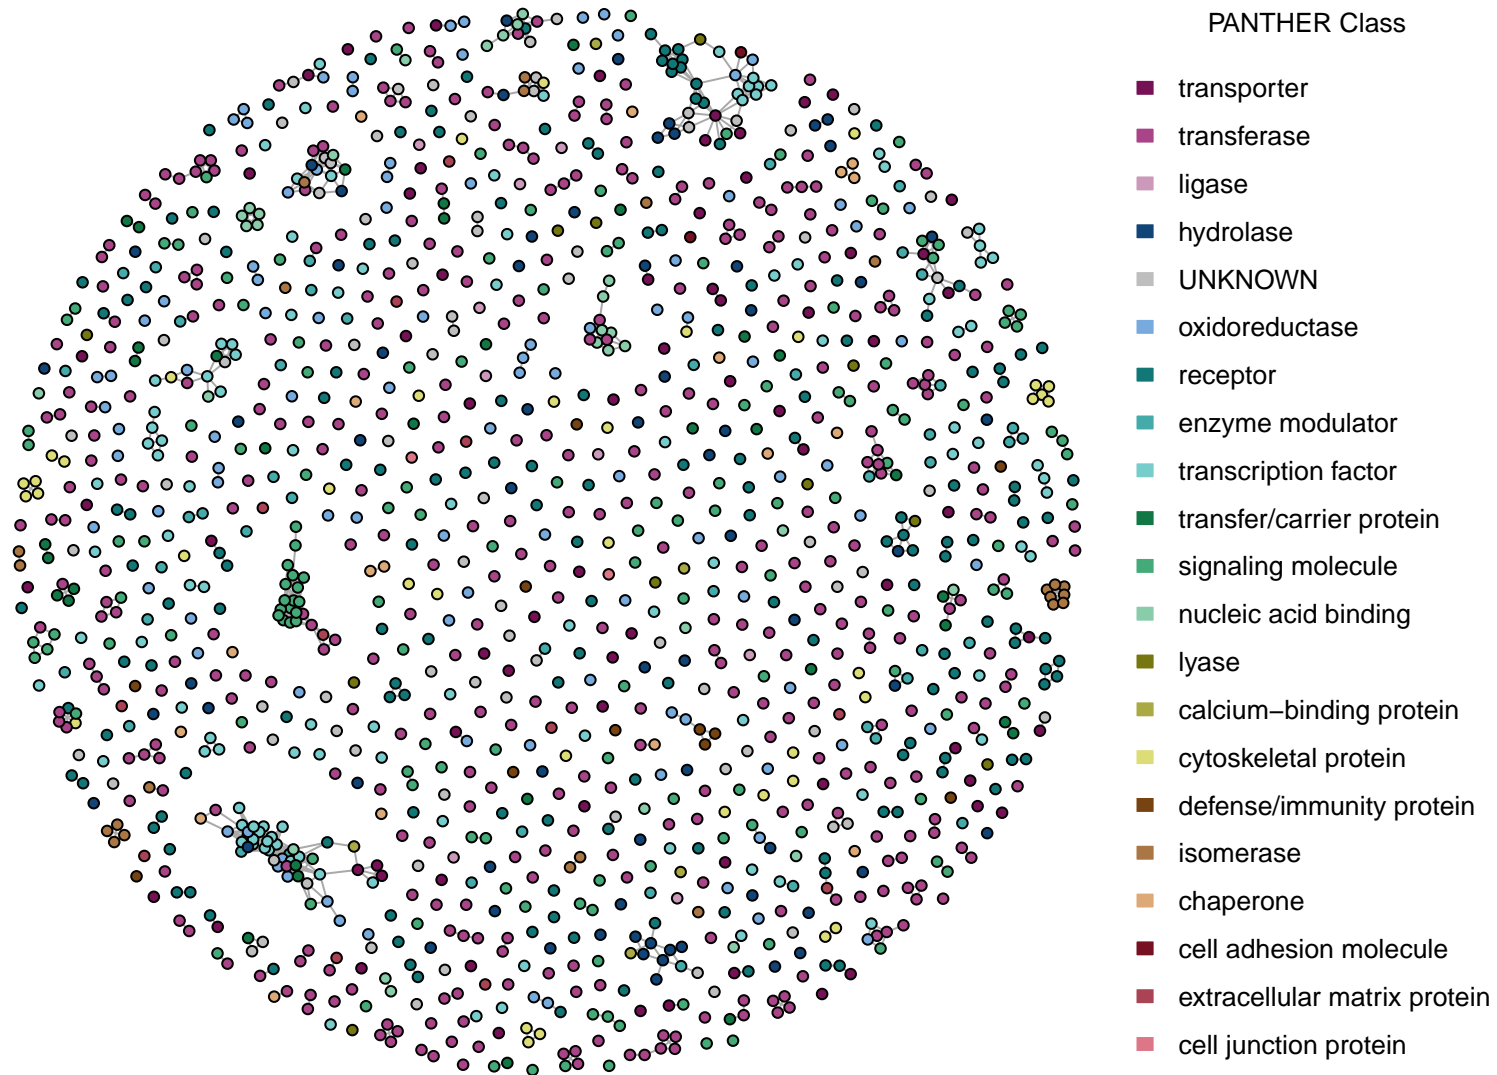 PANTHER Class
transporter
transferase
ligase
hydrolase
UNKNOWN
oxidoreductase
receptor
enzyme modulator
transcription factor
transfer/carrier protein
signaling molecule
nucleic acid binding
lyase
calcium−binding protein
cytoskeletal protein
defense/immunity protein
isomerase
chaperone
cell adhesion molecule
extracellular matrix protein
cell junction protein